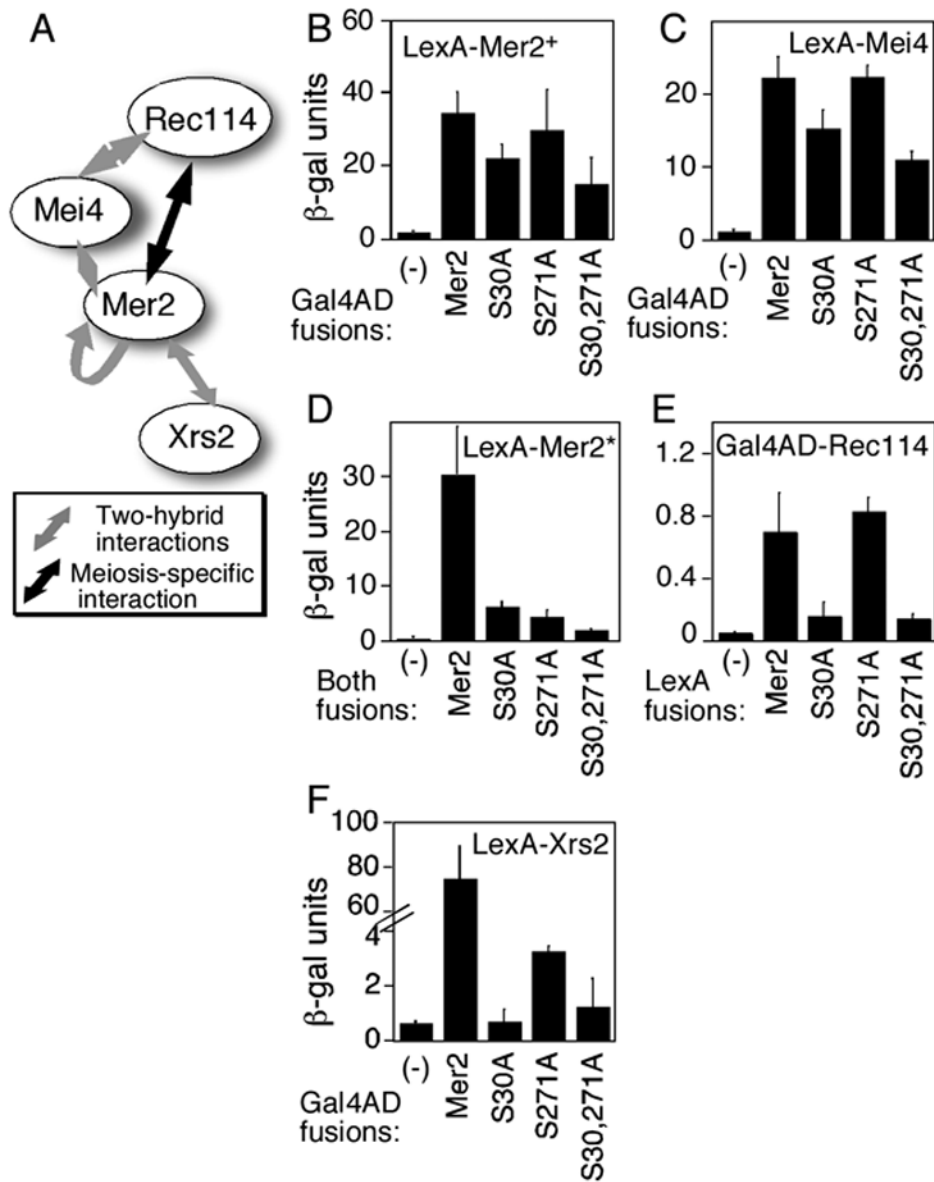 A
Rec114
Mei4
Mer2
Xrs2
Two-hybrid
interactions
Meiosis-specific
interaction
B
LexA-Mer2+
β-gal units
60
40
20
0
(-)
Mer2
S30A
S271A
S30,271A
Gal4AD
fusions:
C
LexA-Mei4
20
10
0
(-)
Mer2
S30A
S271A
S30,271A
Gal4AD
fusions:
D
LexA-Mer2*
β-gal units
30
20
10
0
(-)
Mer2
S30A
S271A
S30,271A
Both
fusions:
E
Gal4AD-Rec114
1.2
0.8
0.4
0
(-)
Mer2
S30A
S271A
S30,271A
LexA
fusions:
F
LexA-Xrs2
β-gal units
100
80
60
4
2
0
(-)
Mer2
S30A
S271A
S30,271A
Gal4AD
fusions: